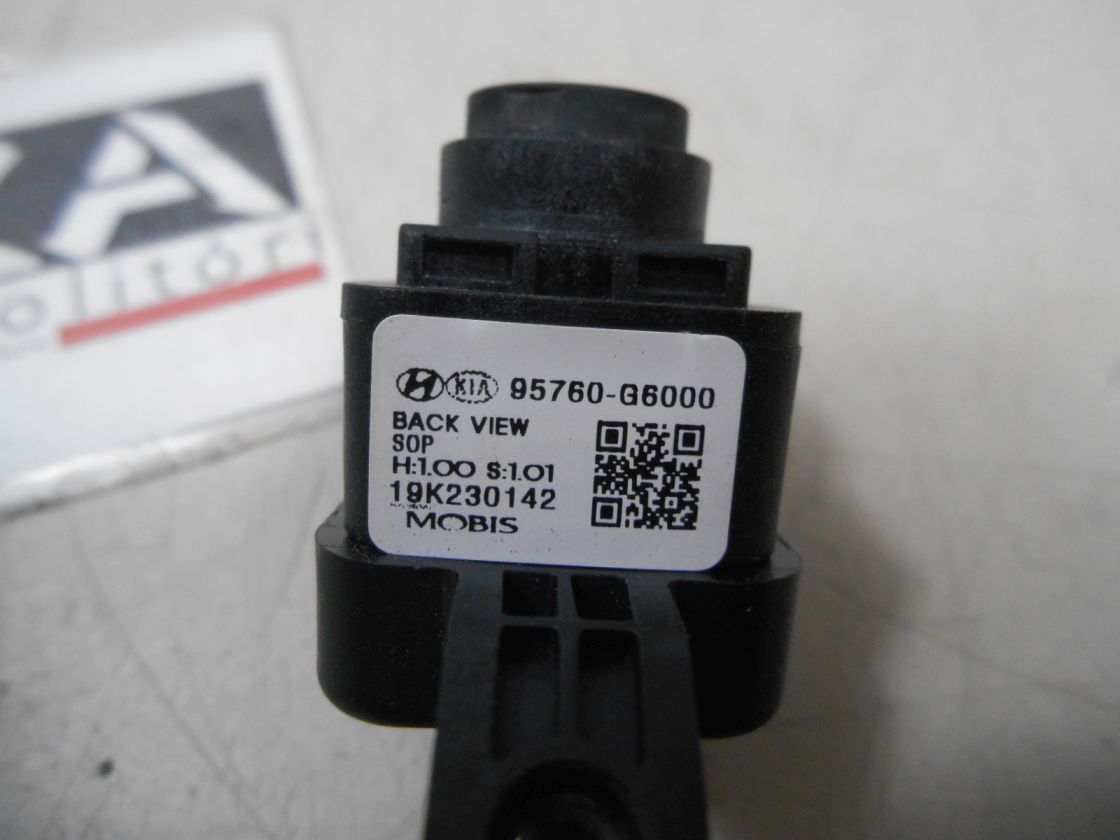 KIA 95760-G6000
BACK VIEW
SOP
H:1.00 S:1.01
19K230142
MOBIS